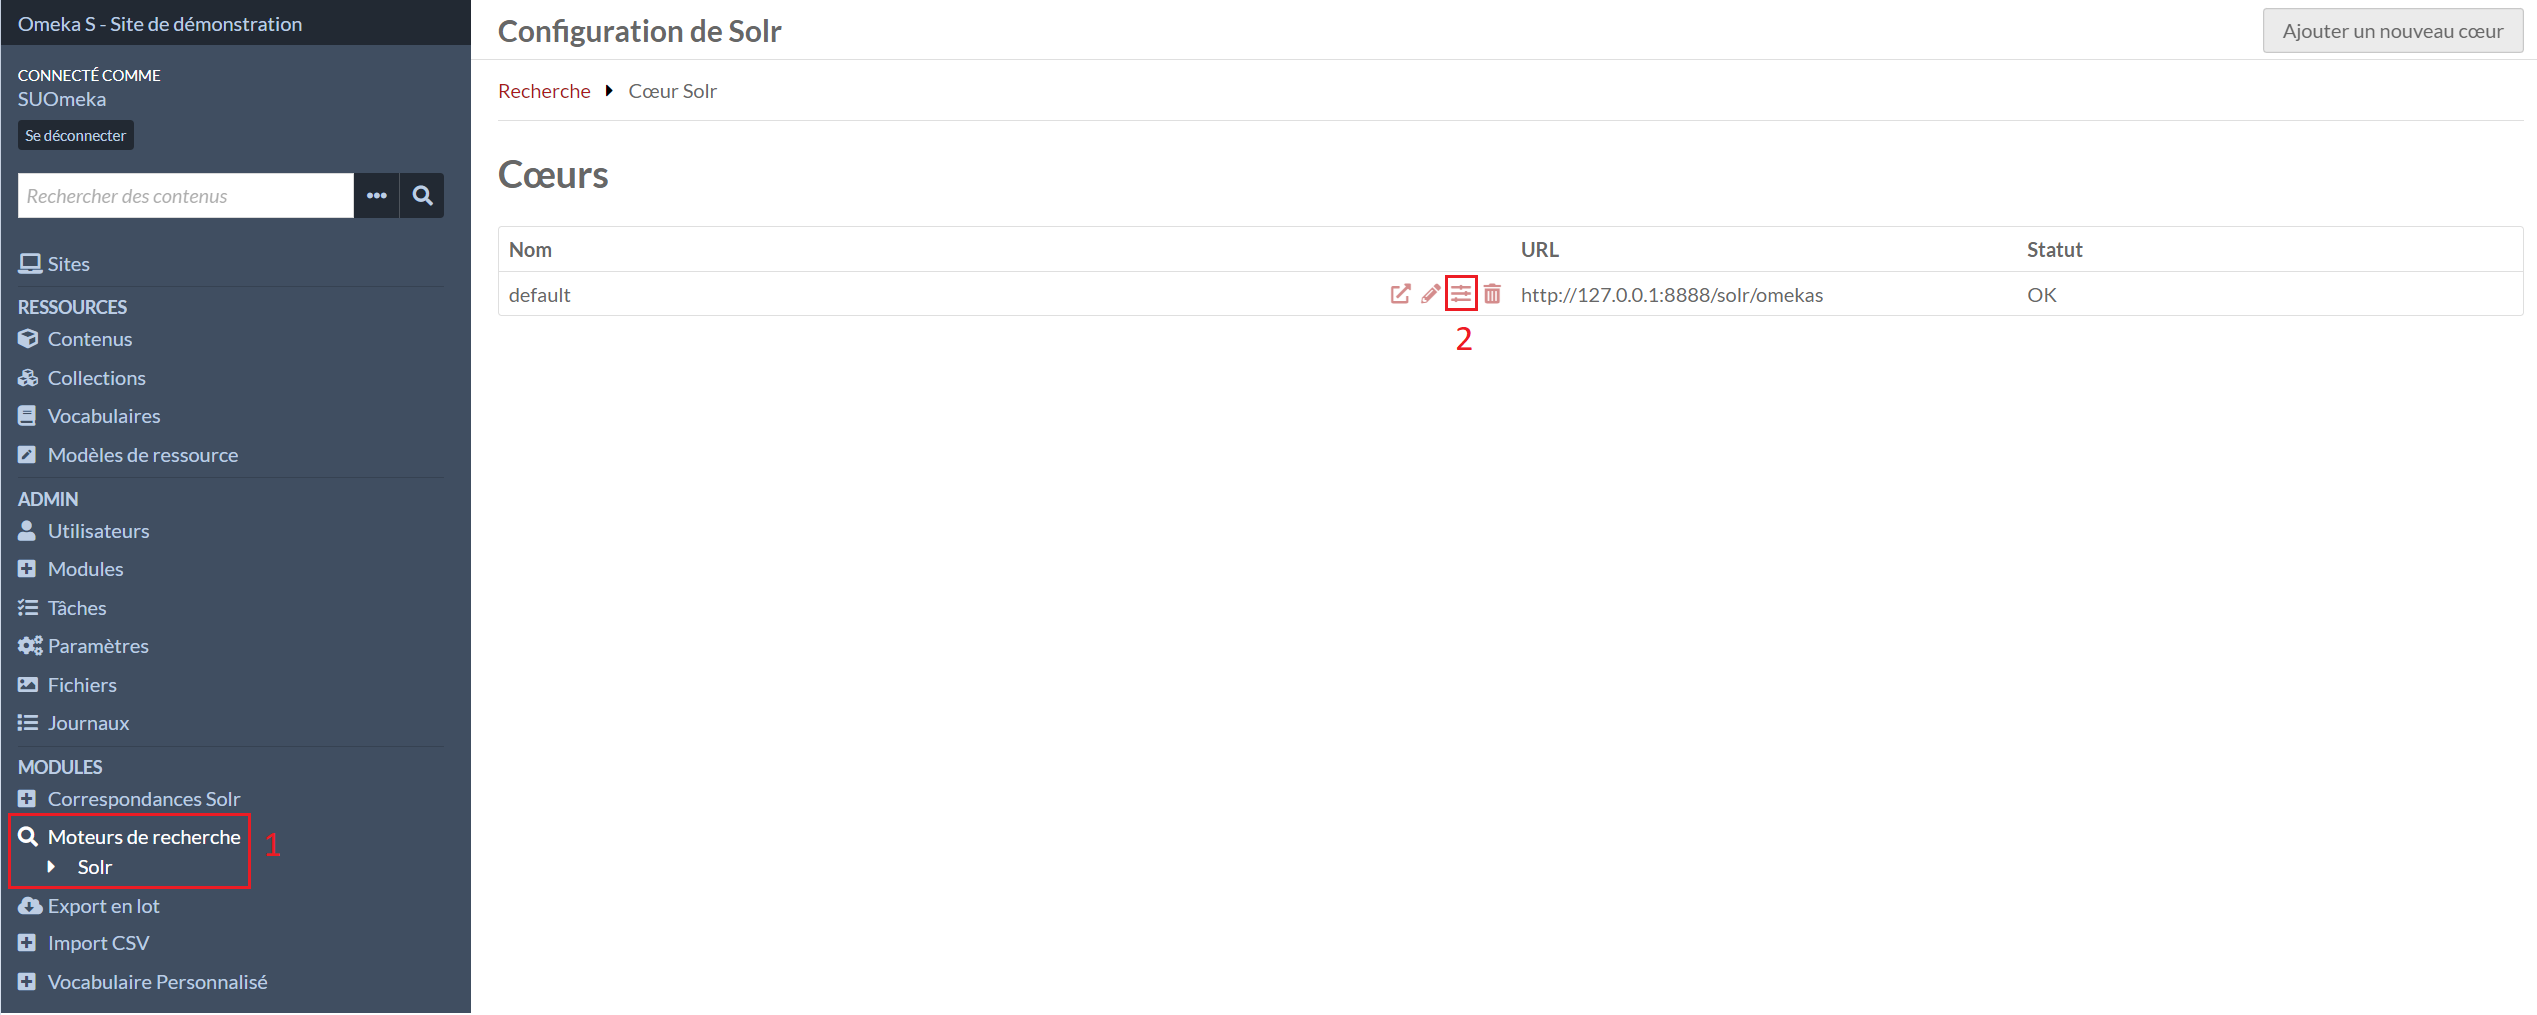 Omeka S - Site de démonstration
CONNECTÉ COMME
SUOmeka
Se déconnecter
Rechercher des contenus
Sites
RESSOURCES
Contenus
Collections
Vocabulaires
Modèles de ressource
ADMIN
Utilisateurs
Modules
Tâches
Paramètres
Fichiers
Journaux
MODULES
Correspondances Solr
Moteurs de recherche 1
Solr
Export en lot
Import CSV
Vocabulaire Personnalisé
Configuration de Solr
Ajouter un nouveau cœur
Recherche Cœur Solr
Cœurs
Nom URL Statut
default http://127.0.0.1:8888/solr/omekas OK
2